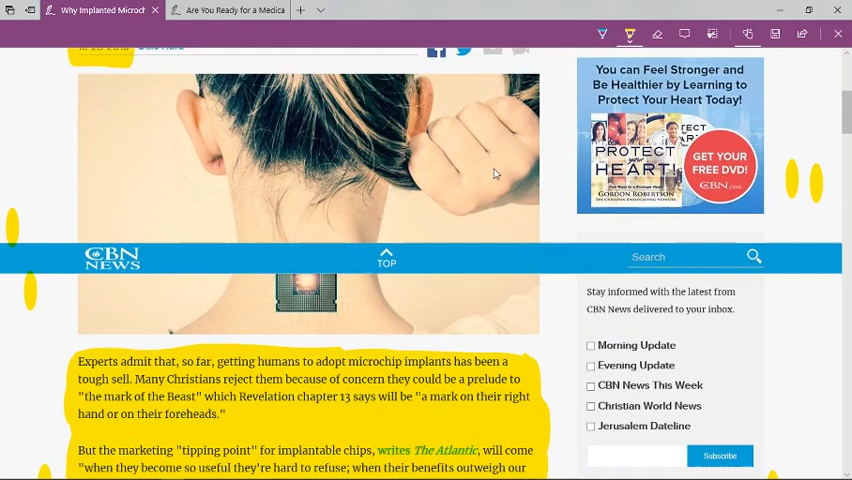 Why Implanted Microch
Are You Ready for a Medica
You can Feel Stronger and
Be Healthier by Learning to
Protect Your Heart Today!
PROTECT
your
HEART!
GORDON ROBERTSON
GET YOUR
FREE DVD!
CBN.COM
CBN
NEWS
TOP
Search
Stay informed with the latest from
CBN News delivered to your inbox.
Morning Update
Evening Update
CBN News This Week
Christian World News
Jerusalem Dateline
Subscribe
Experts admit that, so far, getting humans to adopt microchip implants has been a
tough sell. Many Christians reject them because of concern they could be a prelude to
"the mark of the Beast" which Revelation chapter 13 says will be "a mark on their right
hand or on their foreheads."
But the marketing "tipping point" for implantable chips, writes The Atlantic, will come
"when they become so useful they're hard to refuse; when their benefits outweigh our